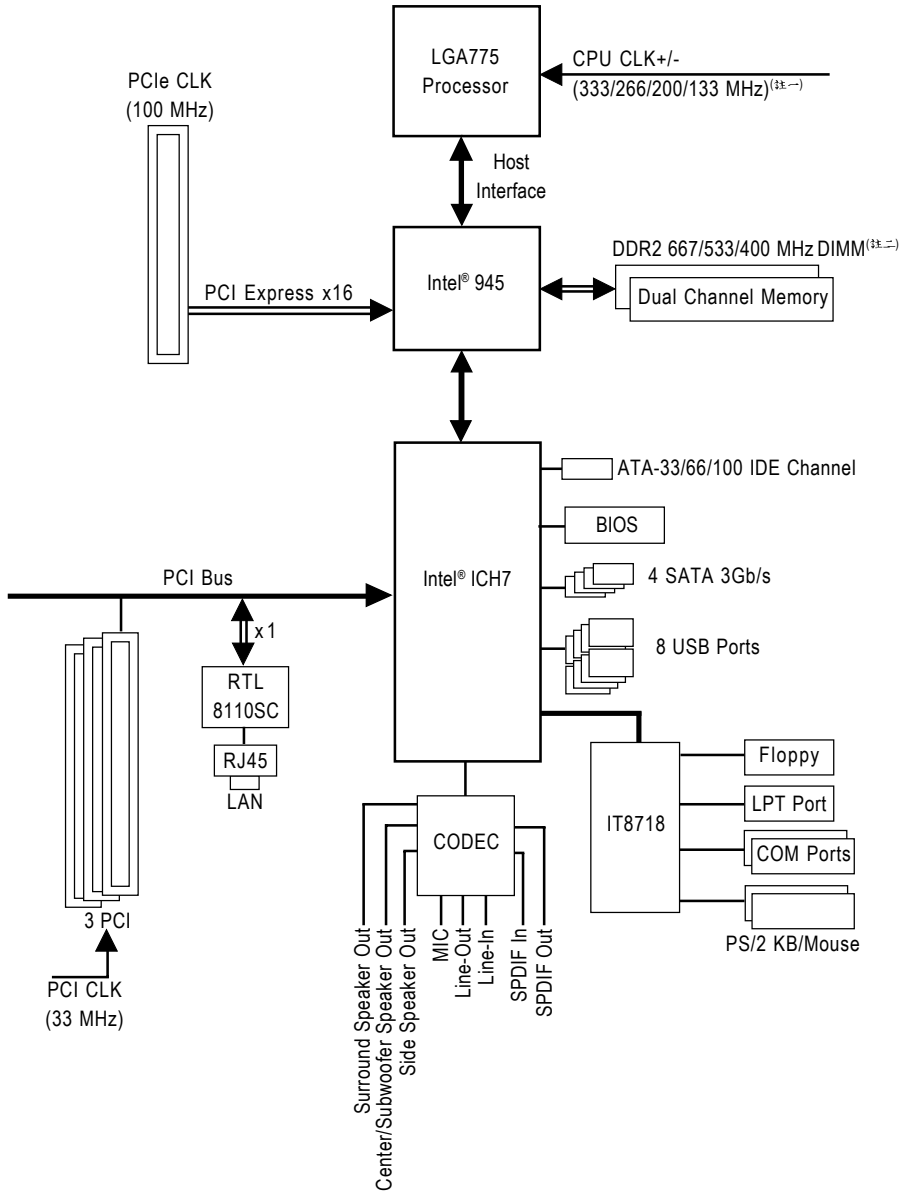 LGA775
Processor
CPU CLK+/-
(333/266/200/133 MHz)(註一)
PCIe CLK
(100 MHz)
Host
Interface
DDR2 667/533/400 MHz DIMM(註二)
Dual Channel Memory
Intel® 945
PCI Express x16
ATA-33/66/100 IDE Channel
BIOS
Intel® ICH7
4 SATA 3Gb/s
PCI Bus
x1
8 USB Ports
RTL
8110SC
RJ45
LAN
Floppy
LPT Port
IT8718
COM Ports
PS/2 KB/Mouse
CODEC
3 PCI
PCI CLK
(33 MHz)
Surround Speaker Out
Center/Subwoofer Speaker Out
Side Speaker Out
MIC
Line-Out
Line-In
SPDIF In
SPDIF Out